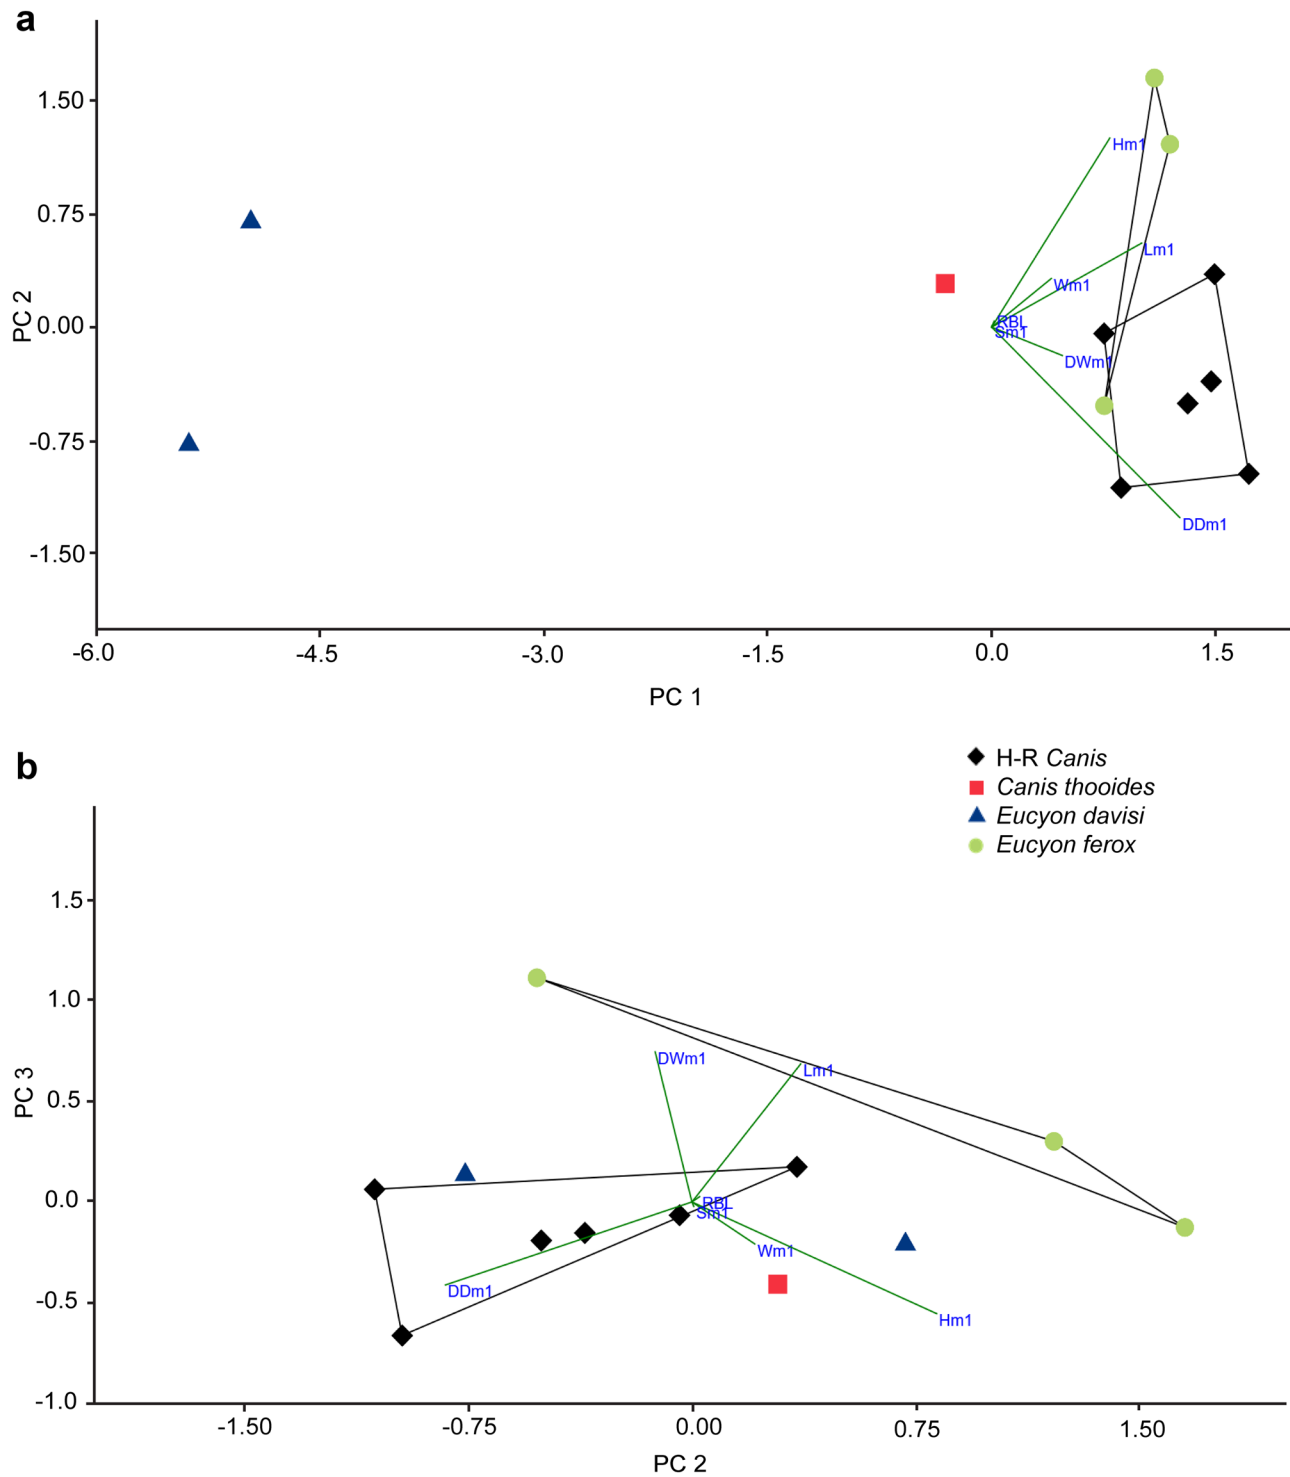 a
1.50
0.75
0.00
-0.75
-1.50
PC 2
Hm1
Lm1
Wm1
RBL
Sm1
DWm1
DDm1
-6.0 -4.5 -3.0 -1.5 0.0 1.5
PC 1
b
H-R Canis
Canis thooides
Eucyon davisi
Eucyon ferox
1.5
1.0
0.5
0.0
-0.5
-1.0
PC 3
DWm1
Lm1
RBL
Sm1
Wm1
DDm1
Hm1
-1.50 -0.75 0.00 0.75 1.50
PC 2